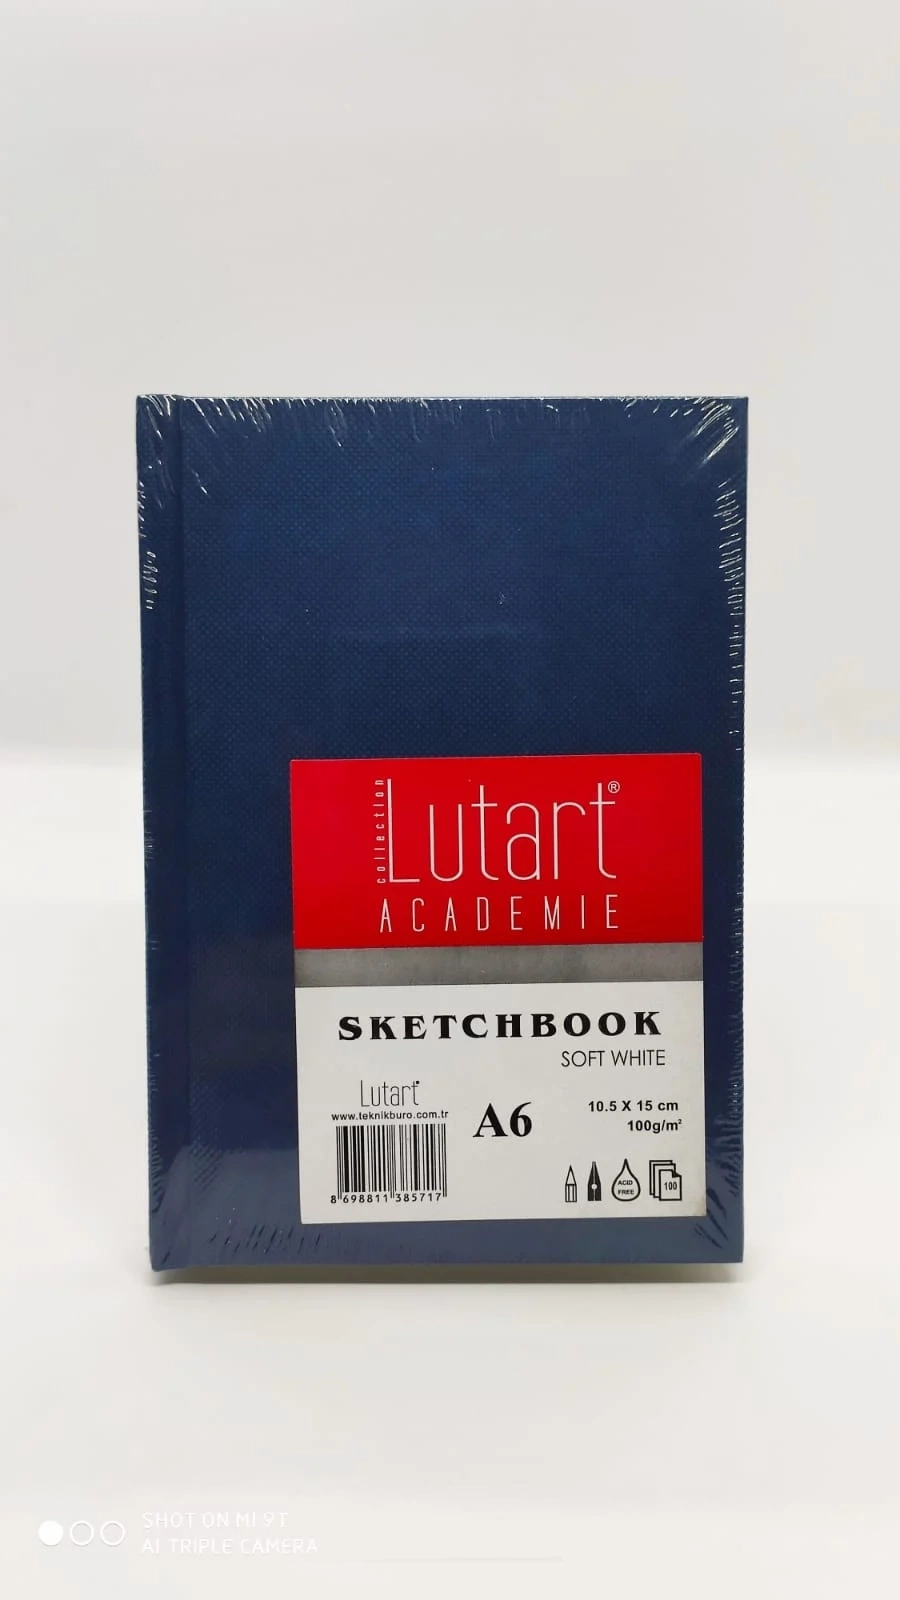 collection
Lutart®
ACADEMIE
SKETCHBOOK
SOFT WHITE
Lutart®
www.teknikburo.com.tr
8 698811 385717
A6
10.5 X 15 cm
100g/m²
ACID
FREE
100
SHOT ON MI 9T
AI TRIPLE CAMERA